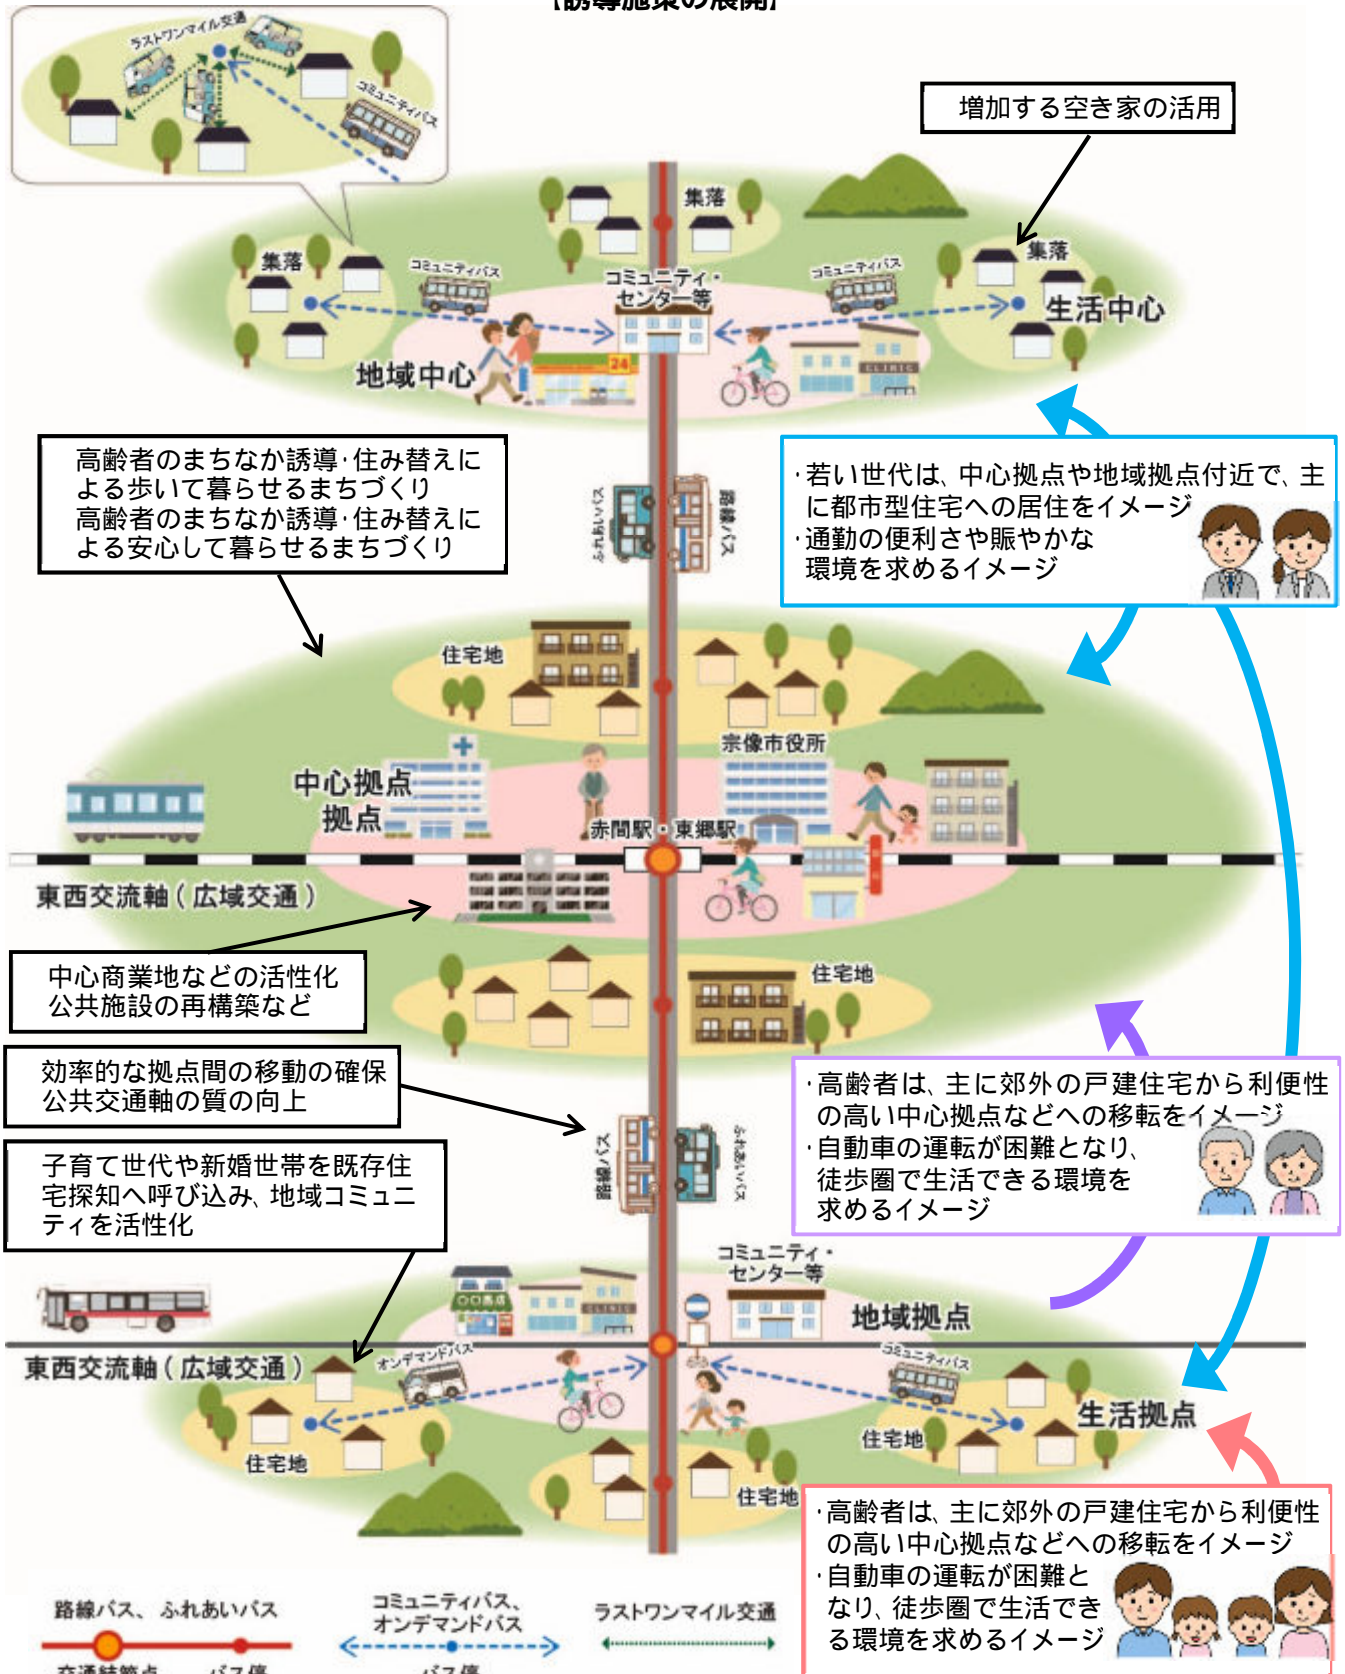 【誘導施策の展開】
ラストワンマイル交通
コミュニティバス
増加する空き家の活用
集落
集落
集落
コミュニティバス
コミュニティ・
センター等
コミュニティバス
生活中心
地域中心
24
CLINIC
高齢者のまちなか誘導･住み替えに
よる歩いて暮らせるまちづくり
高齢者のまちなか誘導･住み替えに
よる安心して暮らせるまちづくり
ふれあいバス
路線バス
･若い世代は、中心拠点や地域拠点付近で、主
に都市型住宅への居住をイメージ
･通勤の便利さや賑やかな
環境を求めるイメージ
住宅地
宗像市役所
中心拠点
拠点
赤間駅・東郷駅
東西交流軸（広域交通）
中心商業地などの活性化
公共施設の再構築など
住宅地
効率的な拠点間の移動の確保
公共交通軸の質の向上
･高齢者は、主に郊外の戸建住宅から利便性
の高い中心拠点などへの移転をイメージ
･自動車の運転が困難となり、
徒歩圏で生活できる環境を
求めるイメージ
路線バス
ふれあいバス
子育て世代や新婚世帯を既存住
宅探知へ呼び込み、地域コミュニ
ティを活性化
コミュニティ・
センター等
〇〇商店
CLINIC
地域拠点
東西交流軸（広域交通）
オンデマンドバス
コミュニティバス
生活拠点
住宅地
住宅地
住宅地
･高齢者は、主に郊外の戸建住宅から利便性
の高い中心拠点などへの移転をイメージ
･自動車の運転が困難と
なり、徒歩圏で生活でき
る環境を求めるイメージ
路線バス、ふれあいバス
コミュニティバス、
オンデマンドバス
ラストワンマイル交通
交通結節点
バス停
バス停